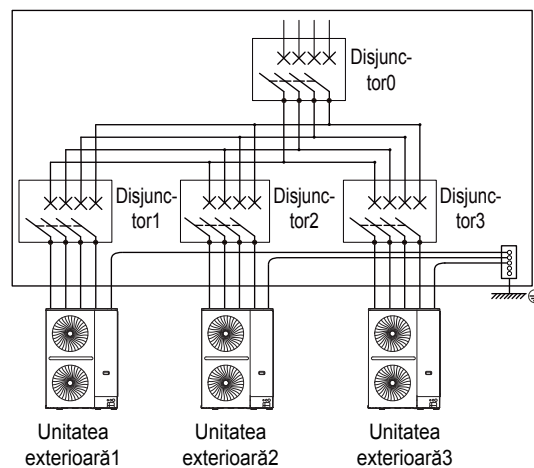 Disjunc-
tor0
Disjunc-
tor1
Disjunc-
tor2
Disjunc-
tor3
Unitatea
exterioară1
Unitatea
exterioară2
Unitatea
exterioară3